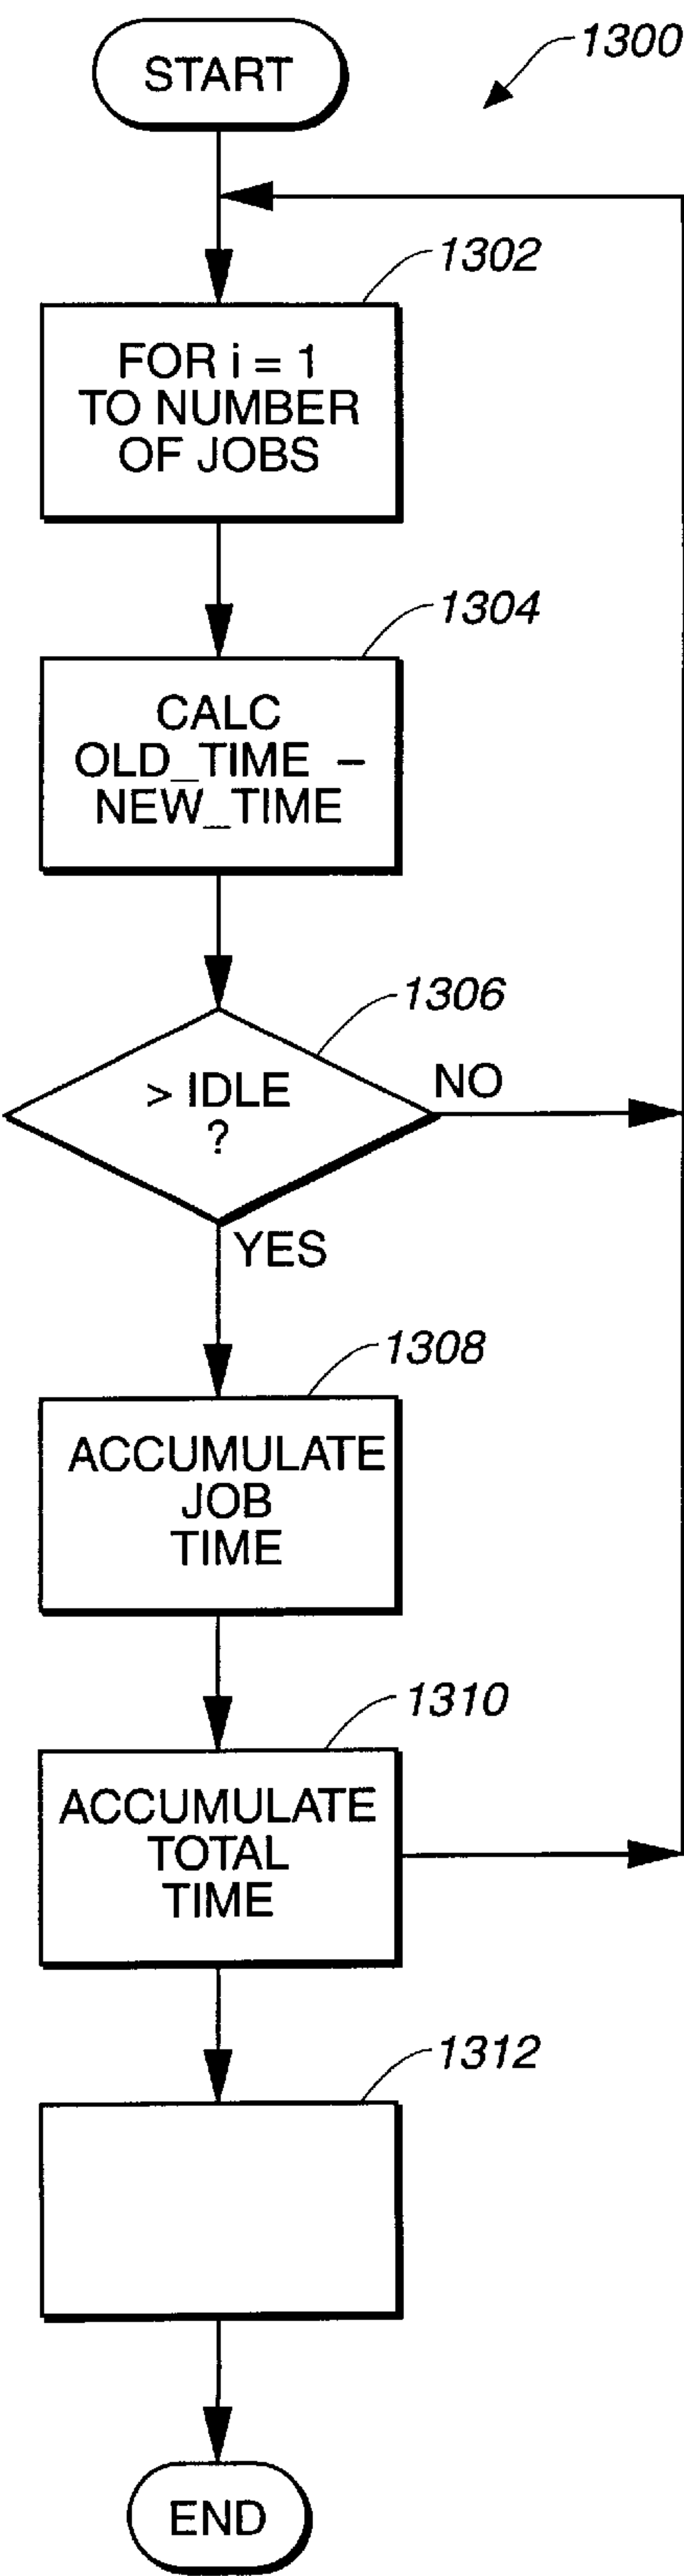 START
1300
1302
FOR i = 1
TO NUMBER
OF JOBS
1304
CALC
OLD_TIME –
NEW_TIME
1306
> IDLE
?
NO
YES
1308
ACCUMULATE
JOB
TIME
1310
ACCUMULATE
TOTAL
TIME
1312
END